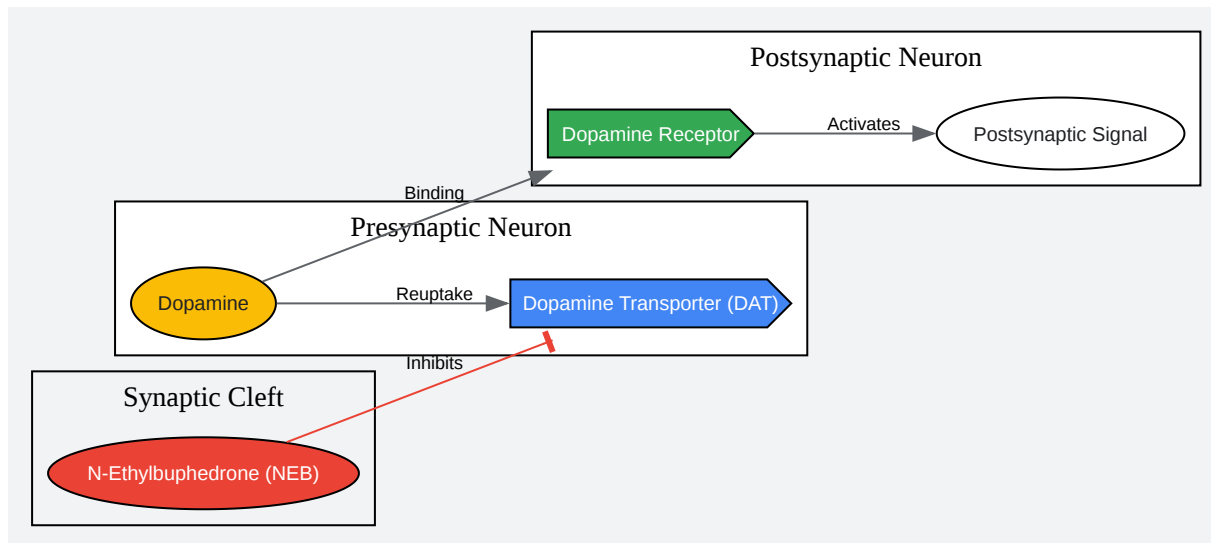 Postsynaptic Neuron
Dopamine Receptor
Activates
Postsynaptic Signal
Binding
Presynaptic Neuron
Dopamine
Reuptake
Dopamine Transporter (DAT)
Inhibits
Synaptic Cleft
N-Ethylbuphedrone (NEB)